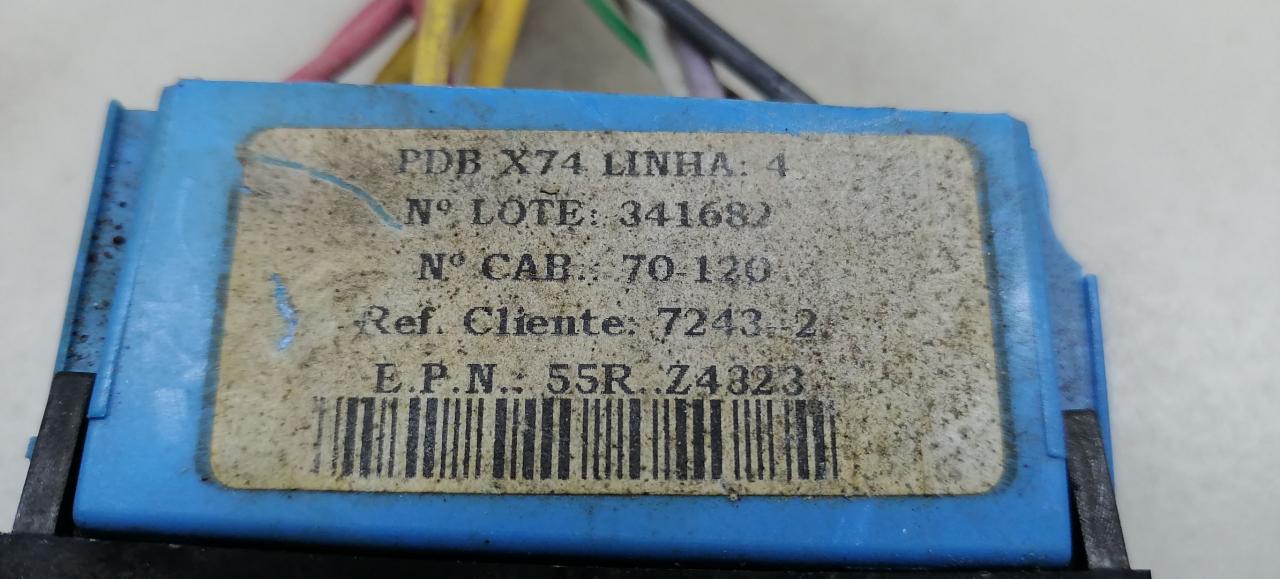 PDB X74 LINHA: 4
Nº LOTE: 341682
Nº CAB.: 70-120
Ref. Cliente: 7243--2
E.P.N.: 55R..Z4323